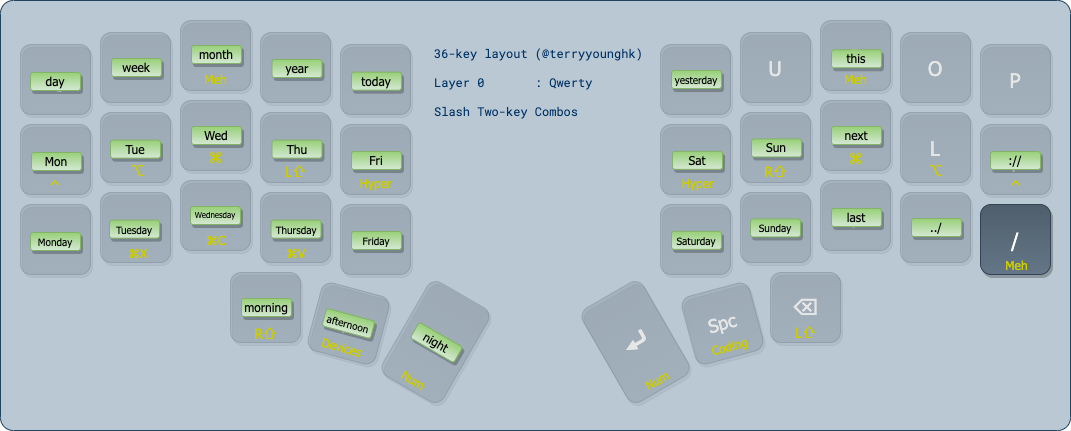 36-key layout (@terryyounghk)
Layer 0 : Qwerty
Slash Two-key Combos
day
week
month
Meh
year
today
yesterday
U
this
Meh
O
P
Mon
^
Tue
⌥
Wed
⌘
Thu
L⇧
Fri
Hyper
Sat
Hyper
Sun
R⇧
next
⌘
L
⌥
://
^
Monday
Tuesday
⌘X
Wednesday
⌘C
Thursday
⌘V
Friday
Saturday
Sunday
last
../
/
Meh
morning
R⇧
afternoon
Devices
night
Num
Num
Spc
Coding
L⇧